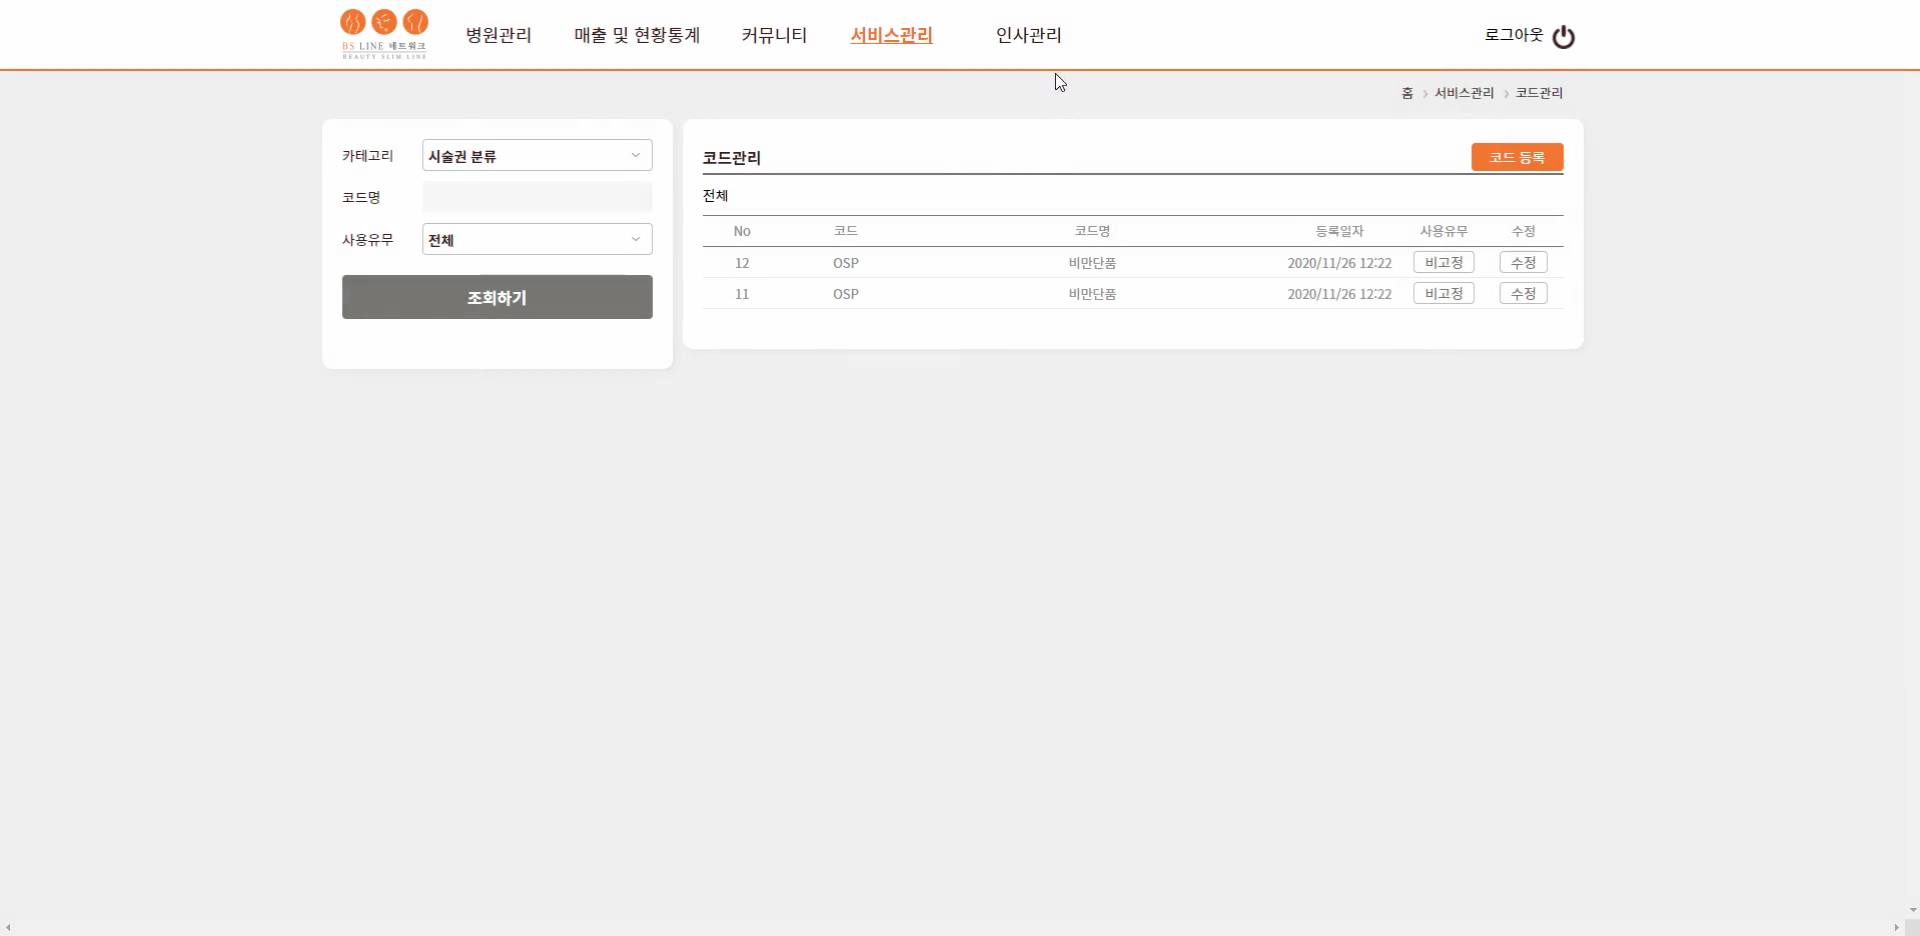 BS LINE 네트워크
BEAUTY SLIM LINE
병원관리 매출 및 현황통계 커뮤니티 서비스관리 인사관리 로그아웃
홈 > 서비스관리 > 코드관리
카테고리 시술권 분류
코드명
사용유무 전체
조회하기
코드관리 코드 등록
전체
No 코드 코드명 등록일자 사용유무 수정
12 OSP 비만단품 2020/11/26 12:22 비고정 수정
11 OSP 비만단품 2020/11/26 12:22 비고정 수정